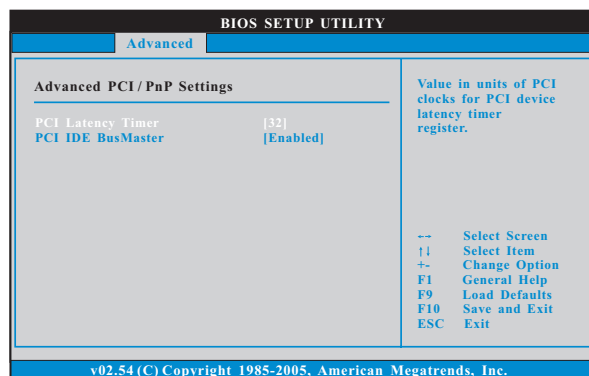 BIOS SETUP UTILITY
Advanced
Advanced PCI / PnP Settings
PCI Latency Timer [32]
PCI IDE BusMaster [Enabled]
Value in units of PCI
clocks for PCI device
latency timer
register.
←→ Select Screen
↑↓ Select Item
+- Change Option
F1 General Help
F9 Load Defaults
F10 Save and Exit
ESC Exit
v02.54 (C) Copyright 1985-2005, American Megatrends, Inc.